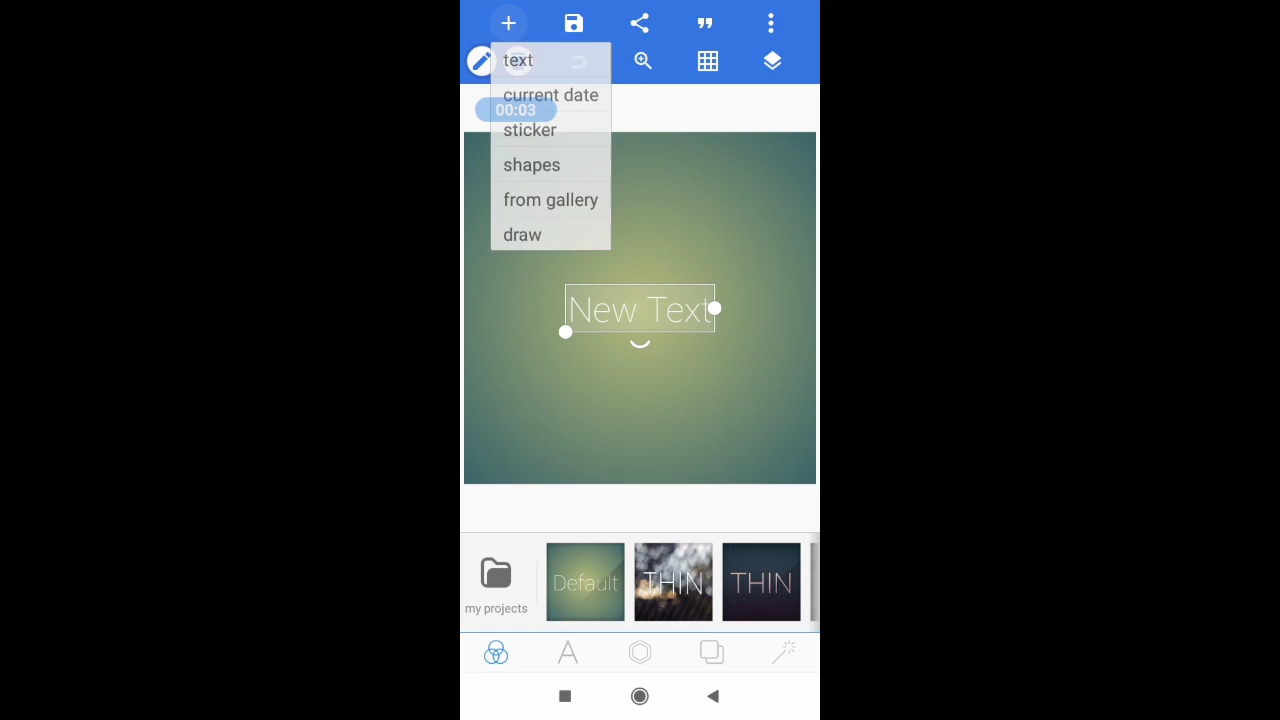 text
current date
00:03
sticker
shapes
from gallery
draw
New Text
my projects
Default
THIN
THIN